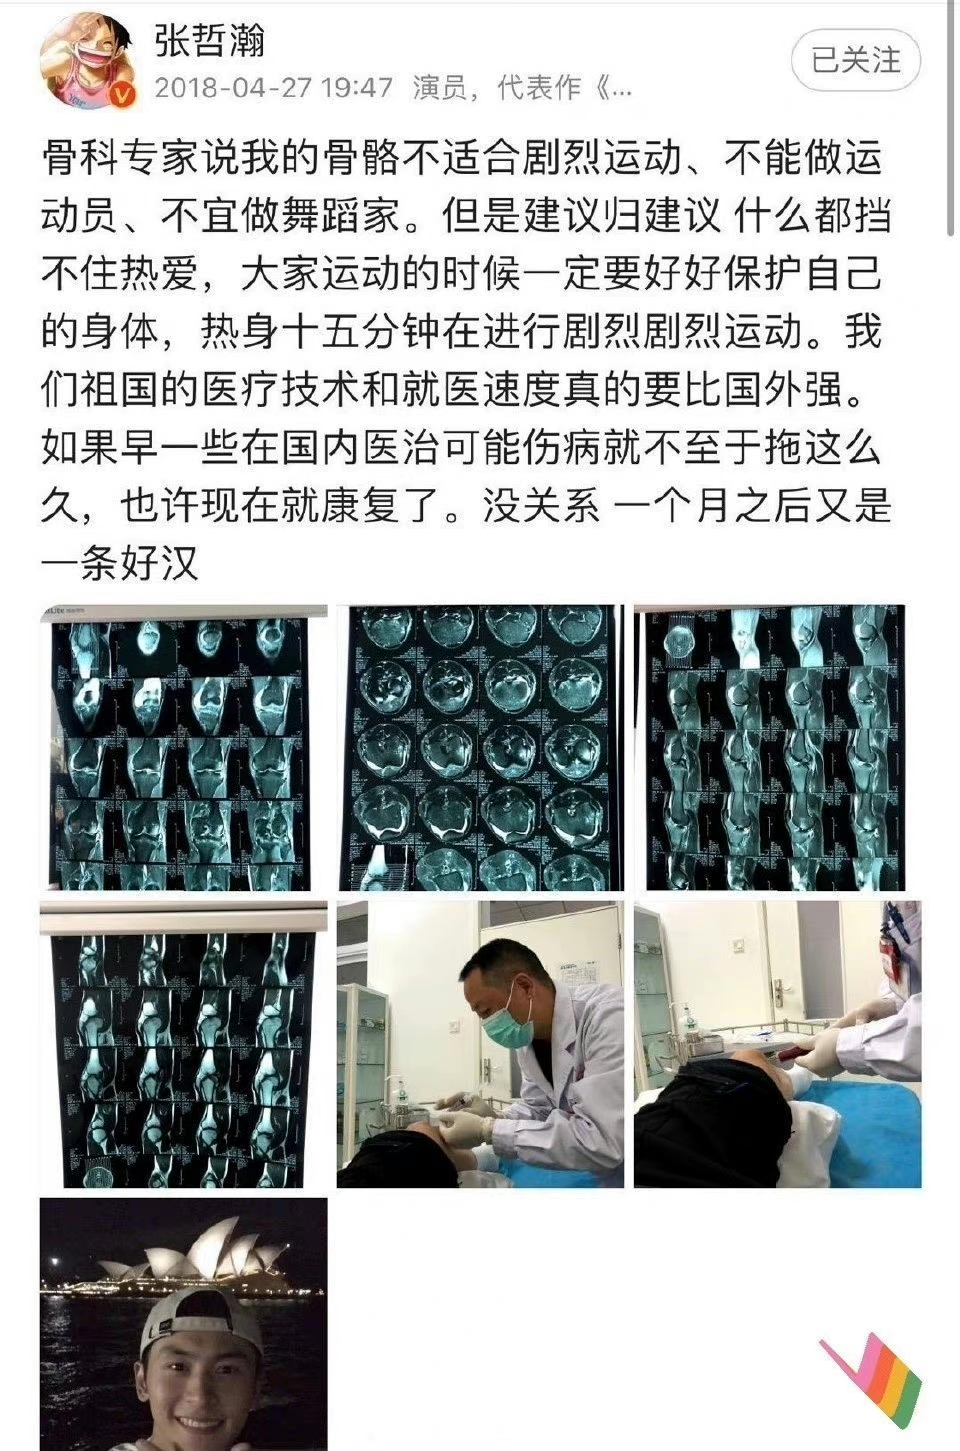 张哲瀚
2018-04-27 19:47 演员，代表作《...
已关注
骨科专家说我的骨骼不适合剧烈运动、不能做运
动员、不宜做舞蹈家。但是建议归建议 什么都挡
不住热爱，大家运动的时候一定要好好保护自己
的身体，热身十五分钟在进行剧烈剧烈运动。我
们祖国的医疗技术和就医速度真的要比国外强。
如果早一些在国内医治可能伤病就不至于拖这么
久，也许现在就康复了。没关系 一个月之后又是
一条好汉